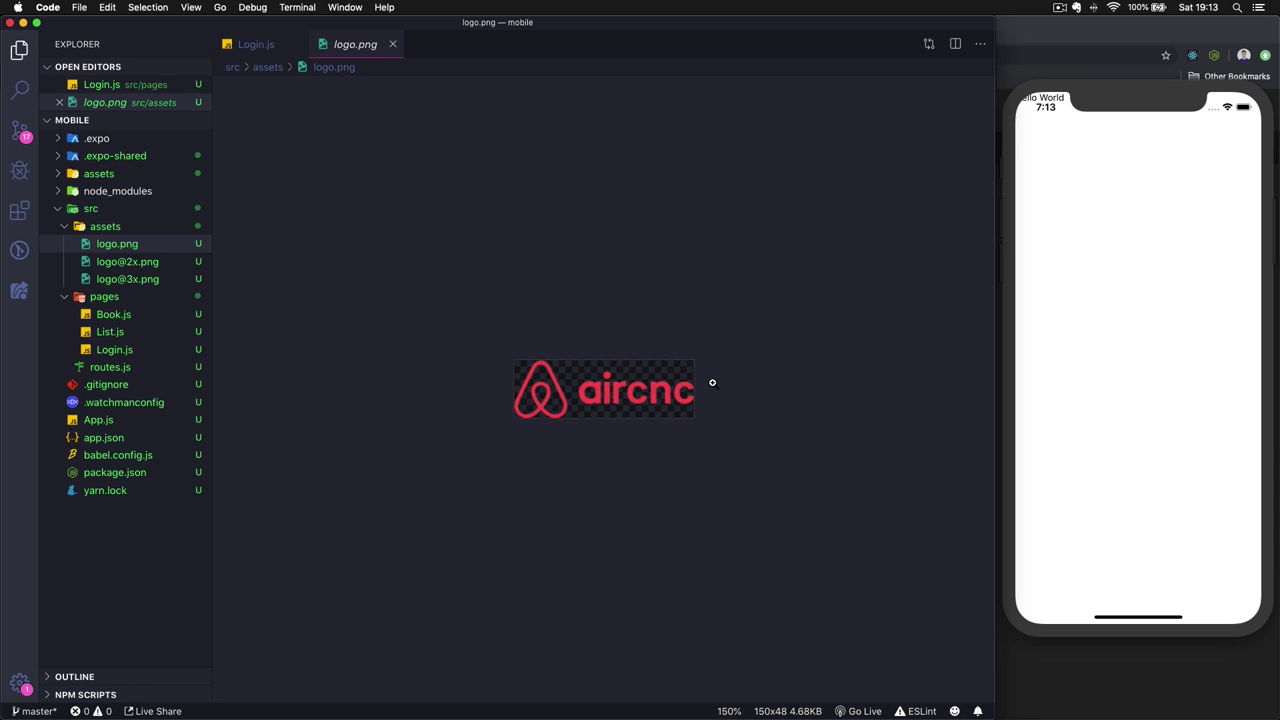 Code File Edit Selection View Go Debug Terminal Window Help 100% Sat 19:13
logo.png — mobile
EXPLORER
Login.js
logo.png
OPEN EDITORS
src assets logo.png
Login.js src/pages U
logo.png src/assets U
MOBILE
.expo
.expo-shared
assets
node_modules
src
assets
logo.png U
logo@2x.png U
logo@3x.png U
pages
Book.js U
List.js U
Login.js U
routes.js U
.gitignore U
.watchmanconfig U
App.js U
app.json U
babel.config.js U
package.json U
yarn.lock U
OUTLINE
NPM SCRIPTS
17
1
aircnc
master* 0 0 Live Share 150% 150x48 4.68KB Go Live ESLint
Other Bookmarks
llo World
7:13